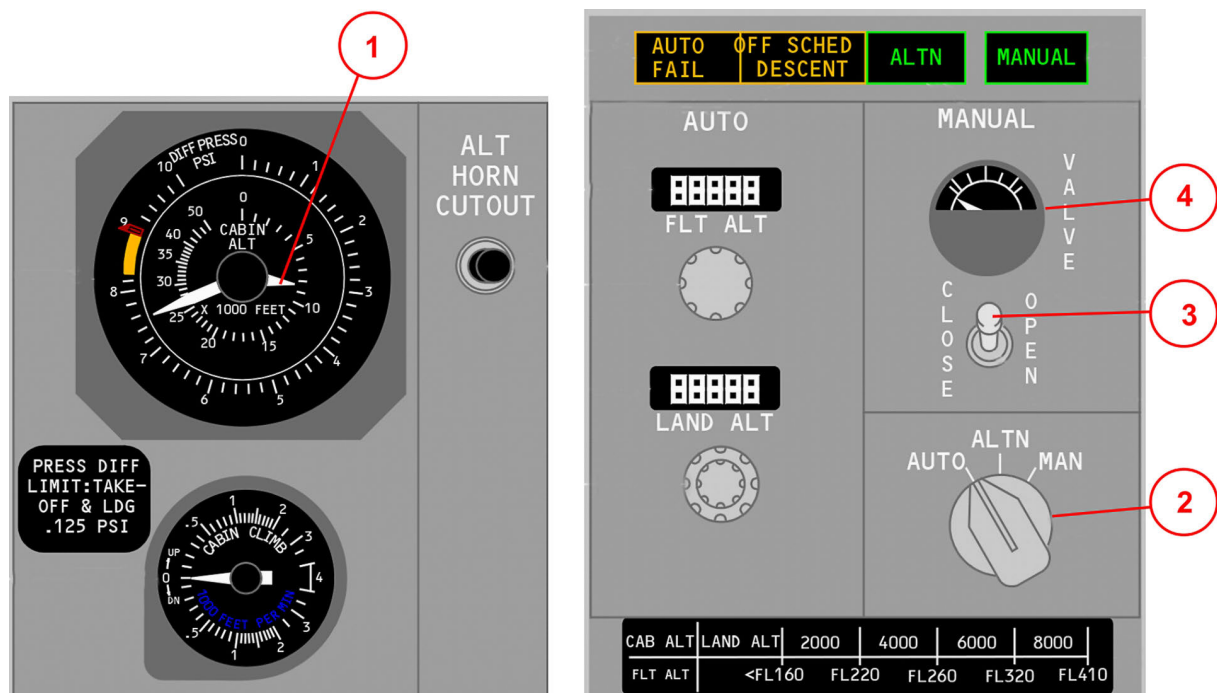 1
DIFF PRESS
PSI
0
1
2
3
4
5
6
7
8
9
10
CABIN
ALT
X 1000 FEET
0
5
10
15
20
25
30
35
40
50
ALT
HORN
CUTOUT
PRESS DIFF
LIMIT:TAKE-
OFF & LDG
.125 PSI
CABIN CLIMB
1000 FEET PER MIN
UP
0
DN
.5
1
2
3
4
.5
1
2
3
AUTO
FAIL
OFF SCHED
DESCENT
ALTN
MANUAL
AUTO
FLT ALT
LAND ALT
MANUAL
VALVE
4
CLOSE
OPEN
3
AUTO
ALTN
MAN
2
CAB ALT LAND ALT 2000 4000 6000 8000
FLT ALT <FL160 FL220 FL260 FL320 FL410